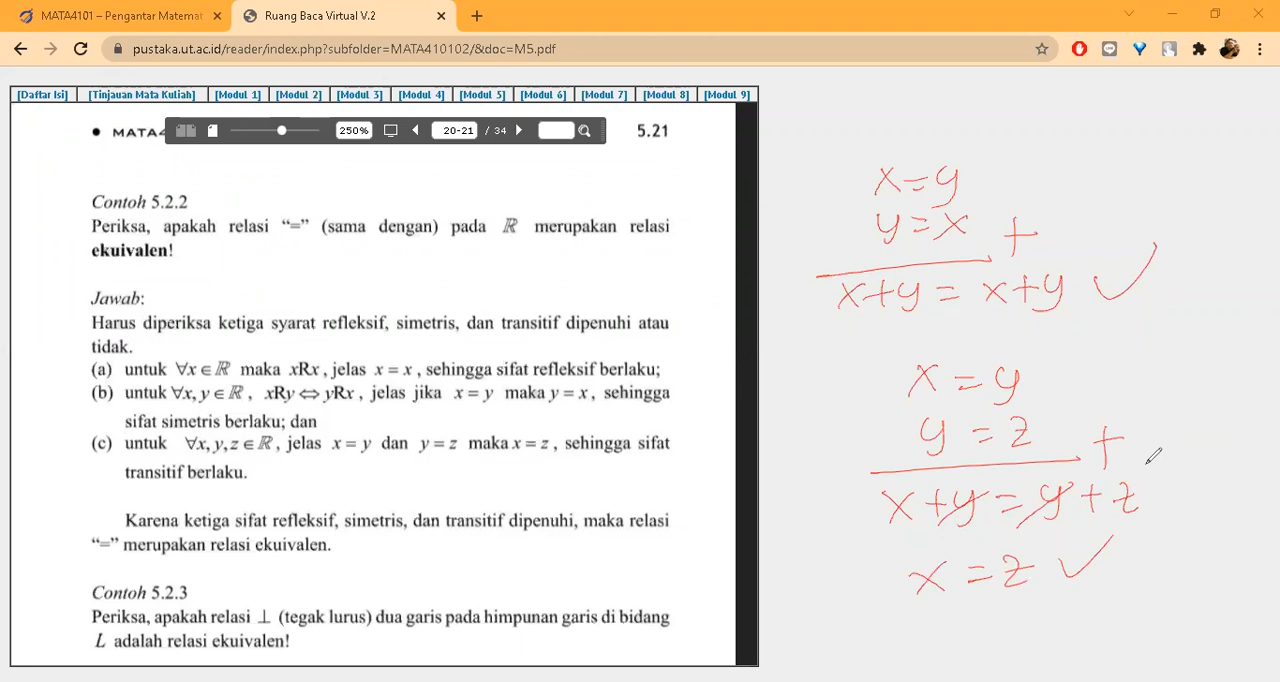 MATA4101 – Pengantar Matemat
Ruang Baca Virtual V.2
pustaka.ut.ac.id/reader/index.php?subfolder=MATA410102/&doc=M5.pdf
[Daftar Isi] [Tinjauan Mata Kuliah] [Modul 1] [Modul 2] [Modul 3] [Modul 4] [Modul 5] [Modul 6] [Modul 7] [Modul 8] [Modul 9]
● MATA4 250% 20-21 / 34 5.21
Contoh 5.2.2
Periksa, apakah relasi “=” (sama dengan) pada ℝ merupakan relasi
ekuivalen!
Jawab:
Harus diperiksa ketiga syarat refleksif, simetris, dan transitif dipenuhi atau
tidak.
(a) untuk ∀x ∈ ℝ maka xRx, jelas x = x, sehingga sifat refleksif berlaku;
(b) untuk ∀x, y ∈ ℝ, xRy ⇔ yRx, jelas jika x = y maka y = x, sehingga
sifat simetris berlaku; dan
(c) untuk ∀x, y, z ∈ ℝ, jelas x = y dan y = z maka x = z, sehingga sifat
transitif berlaku.
Karena ketiga sifat refleksif, simetris, dan transitif dipenuhi, maka relasi
“=” merupakan relasi ekuivalen.
Contoh 5.2.3
Periksa, apakah relasi ⊥ (tegak lurus) dua garis pada himpunan garis di bidang
L adalah relasi ekuivalen!
x = y
y = x +
x + y = x + y ✓
x = y
y = z +
x + y = y + z
x = z ✓